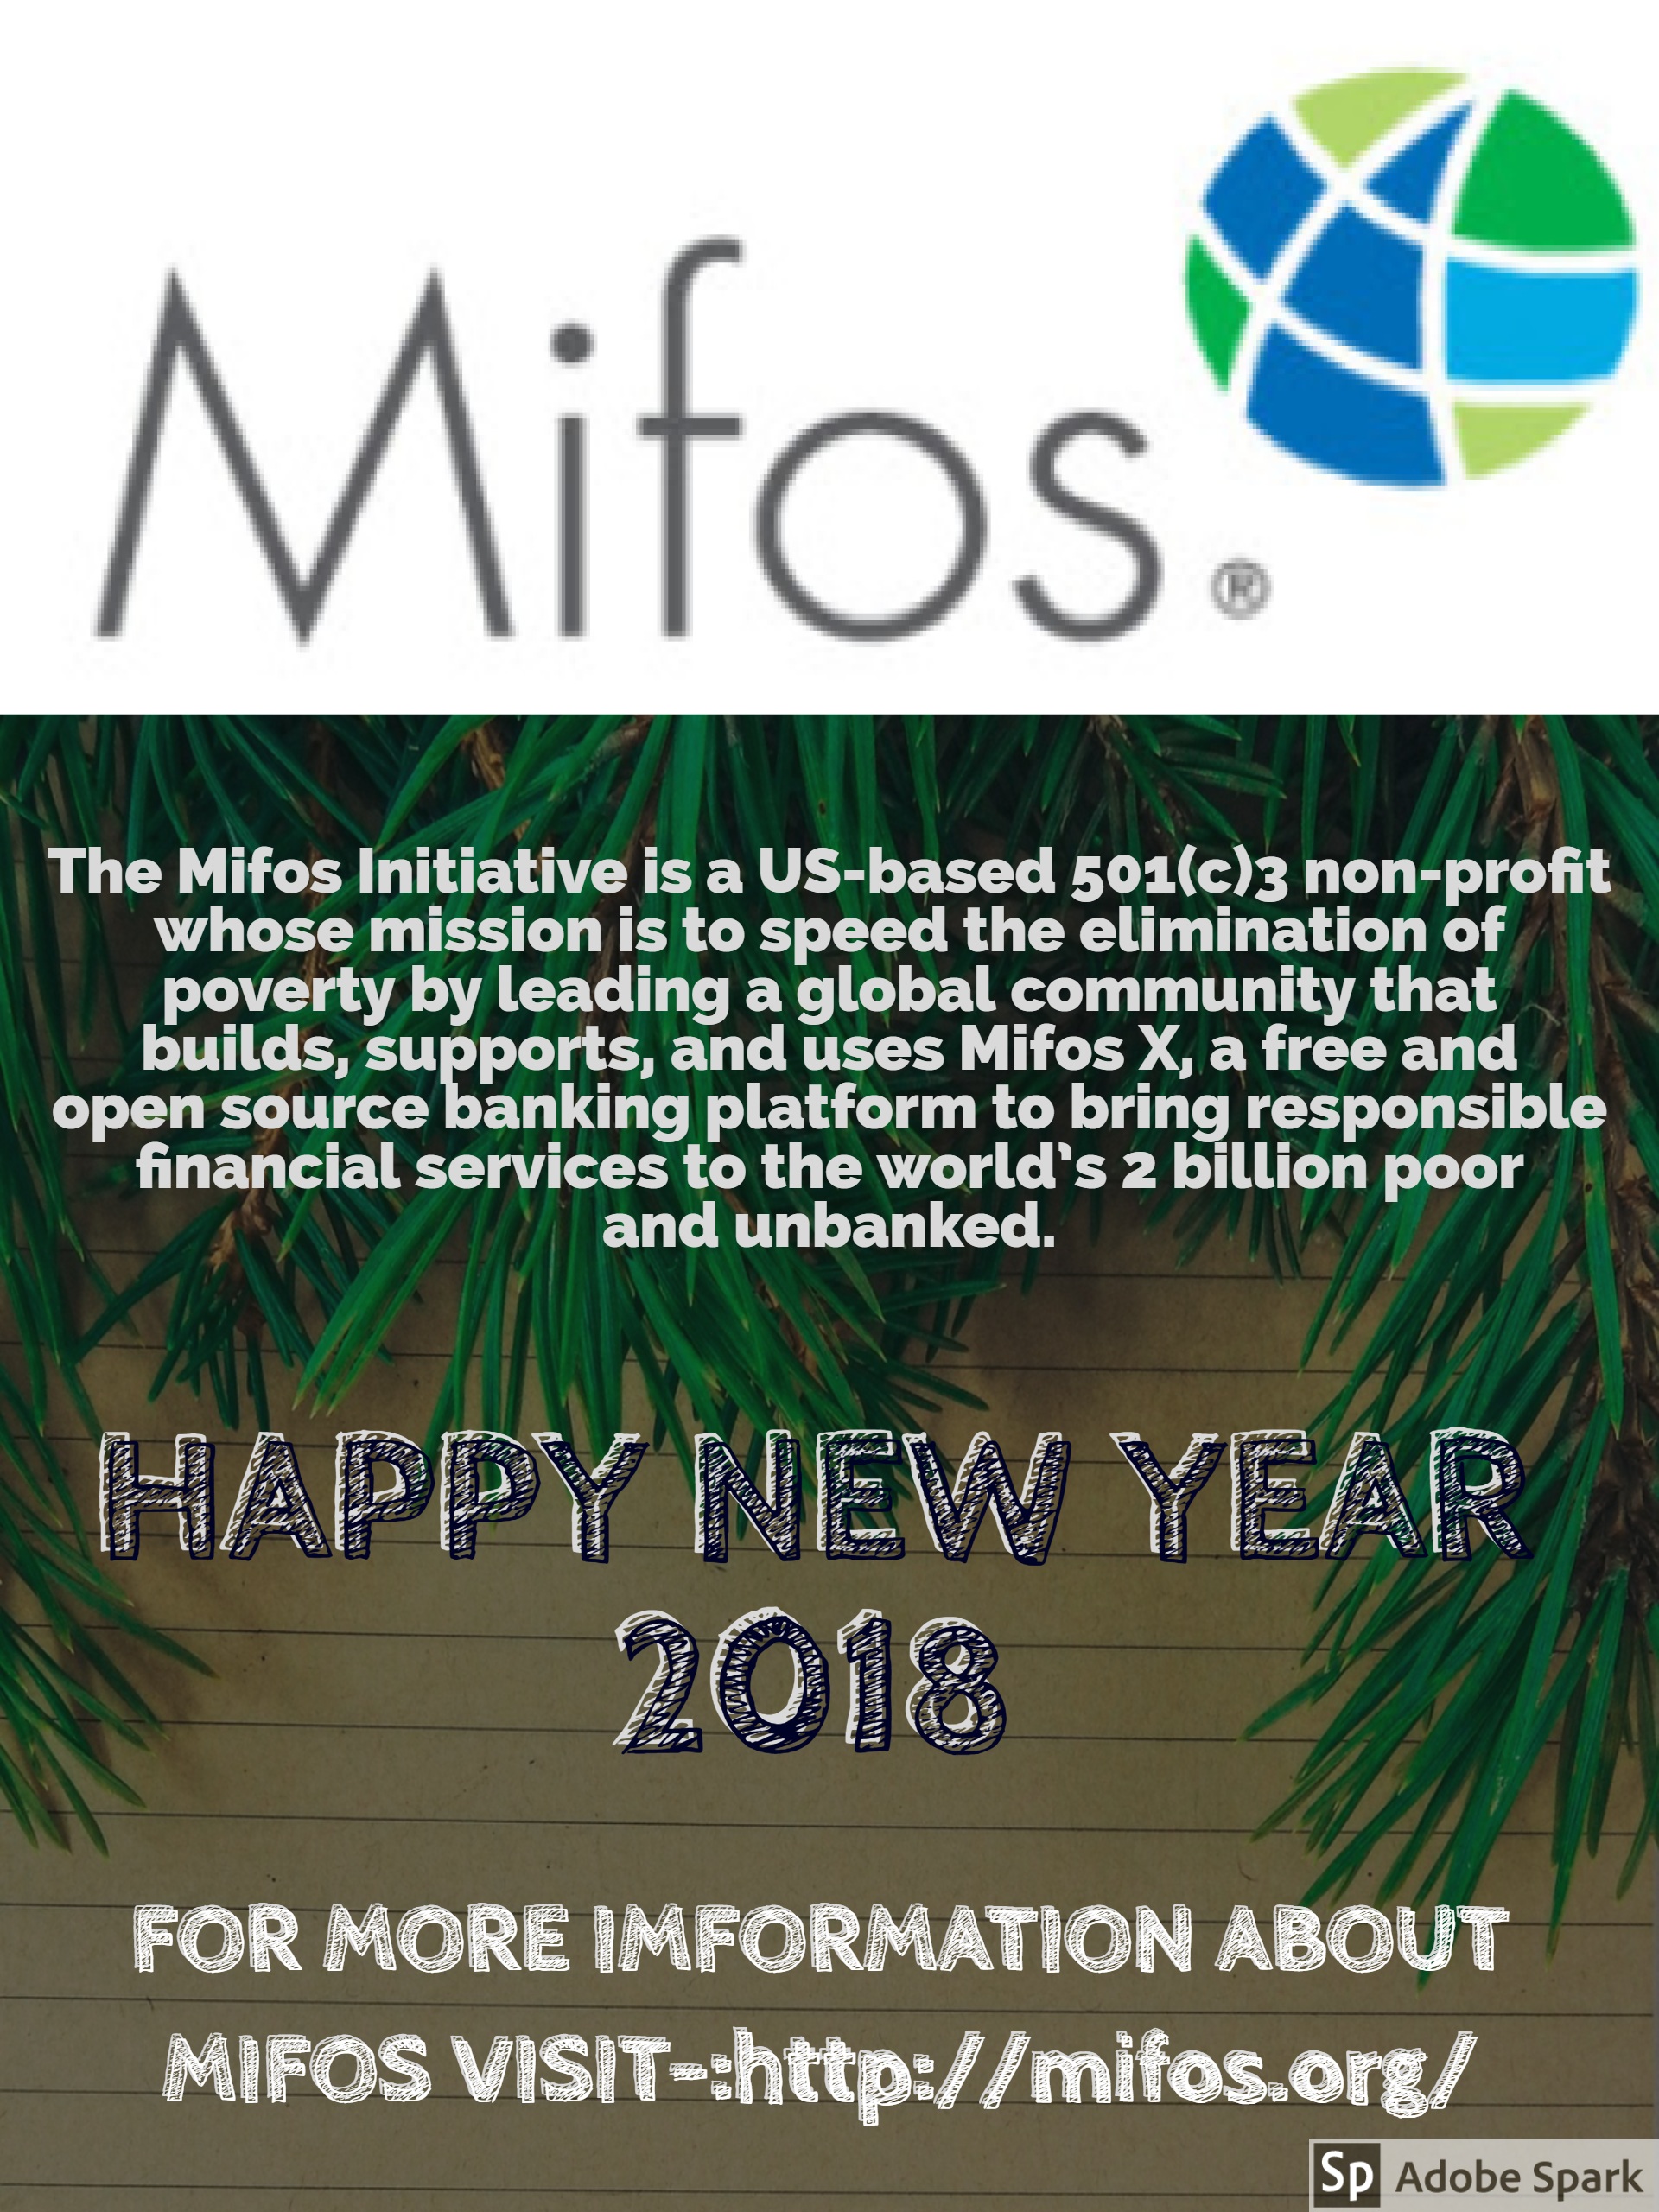 Mifos®
The Mifos Initiative is a US-based 501(c)3 non-profit
whose mission is to speed the elimination of
poverty by leading a global community that
builds, supports, and uses Mifos X, a free and
open source banking platform to bring responsible
financial services to the world's 2 billion poor
and unbanked.
HAPPY NEW YEAR
2018
FOR MORE IMFORMATION ABOUT
MIFOS VISIT-:http://mifos.org/
Sp Adobe Spark